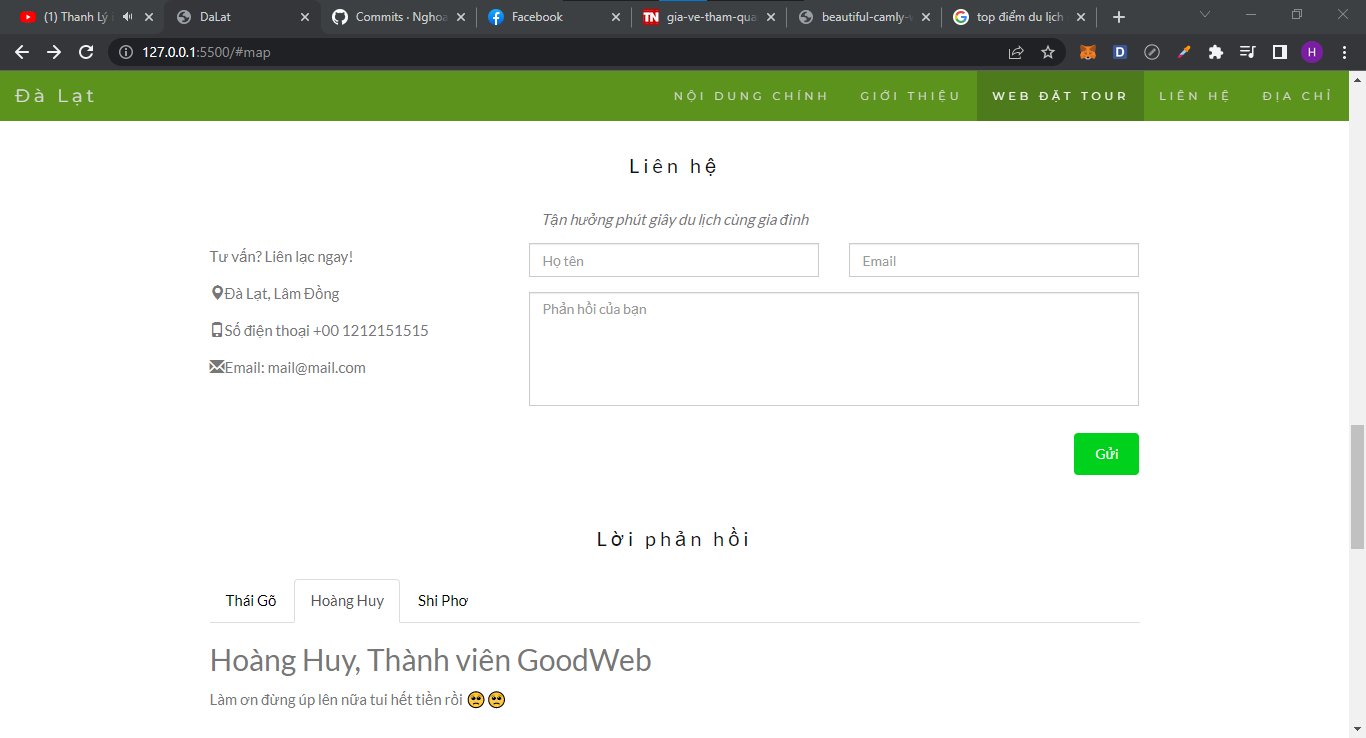 (1) Thanh Lý
DaLat
Commits · Nghoa
Facebook
gia-ve-tham-qua
beautiful-camly-
top điểm du lịch
127.0.0.1:5500/#map
D
H
Đà Lạt
NỘI DUNG CHÍNH
GIỚI THIỆU
WEB ĐẶT TOUR
LIÊN HỆ
ĐỊA CHỈ
Liên hệ
Tận hưởng phút giây du lịch cùng gia đình
Tư vấn? Liên lạc ngay!
Họ tên
Email
Đà Lạt, Lâm Đồng
Phản hồi của bạn
Số điện thoại +00 1212151515
Email: mail@mail.com
Gửi
Lời phản hồi
Thái Gõ
Hoàng Huy
Shi Phơ
Hoàng Huy, Thành viên GoodWeb
Làm ơn đừng úp lên nữa tui hết tiền rồi 🥺🥺